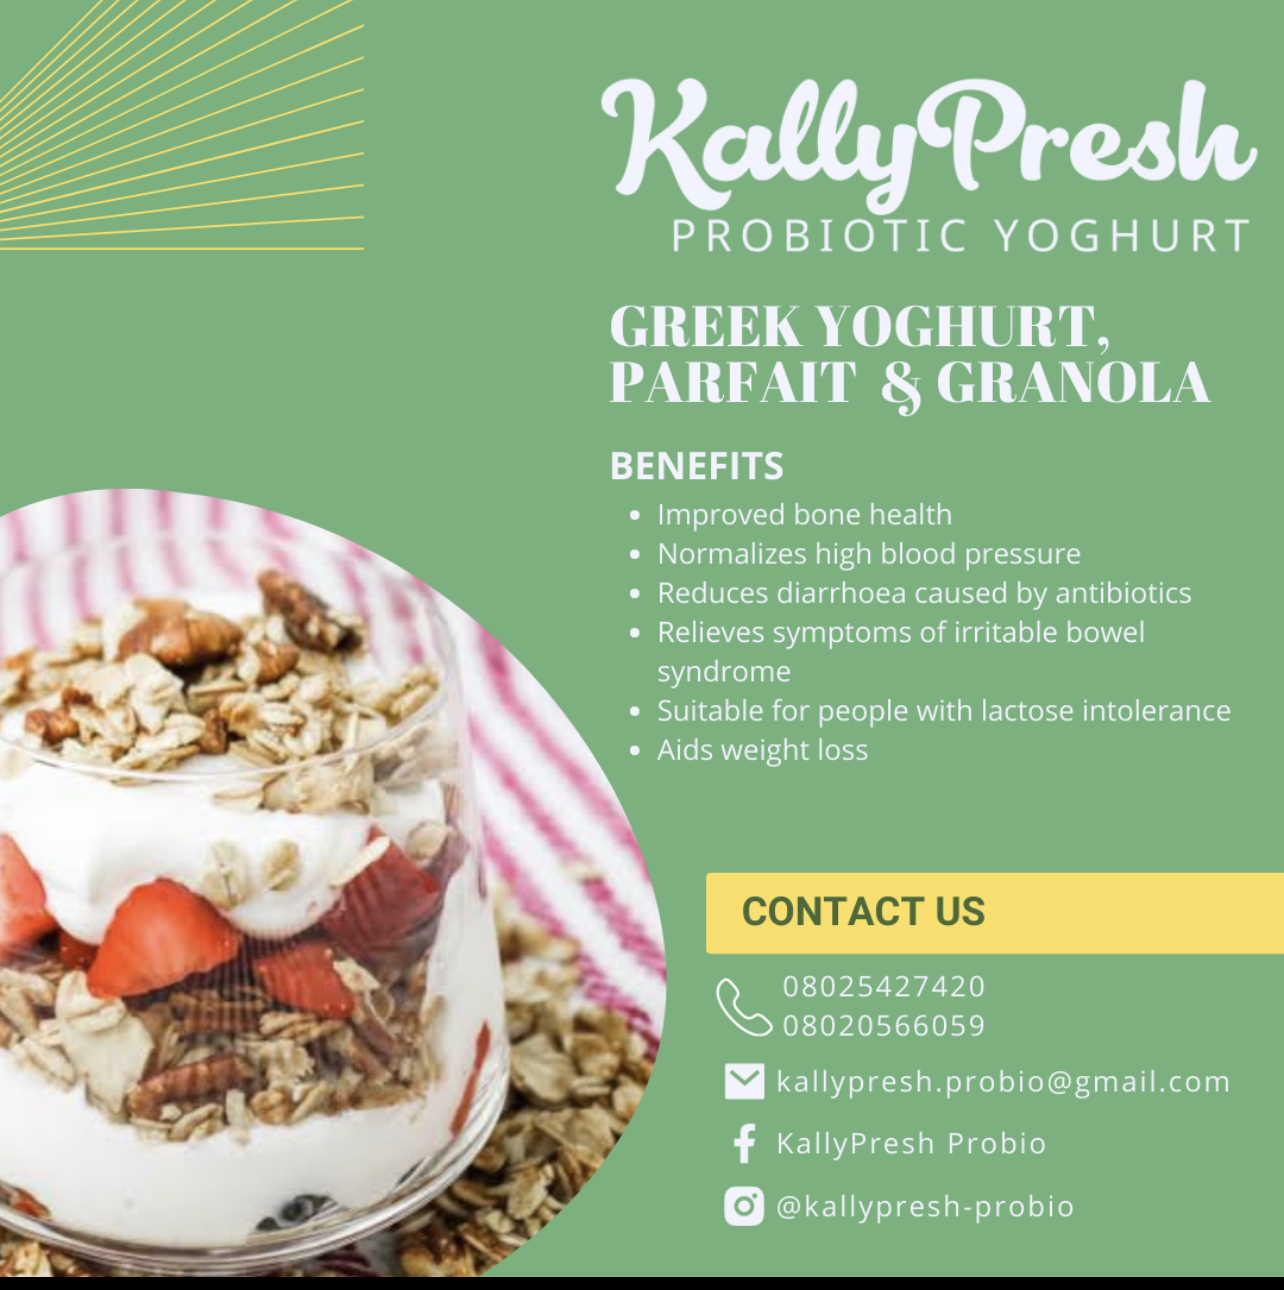 KallyPresh
PROBIOTIC YOGHURT
GREEK YOGHURT,
PARFAIT & GRANOLA
BENEFITS
• Improved bone health
• Normalizes high blood pressure
• Reduces diarrhoea caused by antibiotics
• Relieves symptoms of irritable bowel
syndrome
• Suitable for people with lactose intolerance
• Aids weight loss
CONTACT US
08025427420
08020566059
kallypresh.probio@gmail.com
KallyPresh Probio
@kallypresh-probio